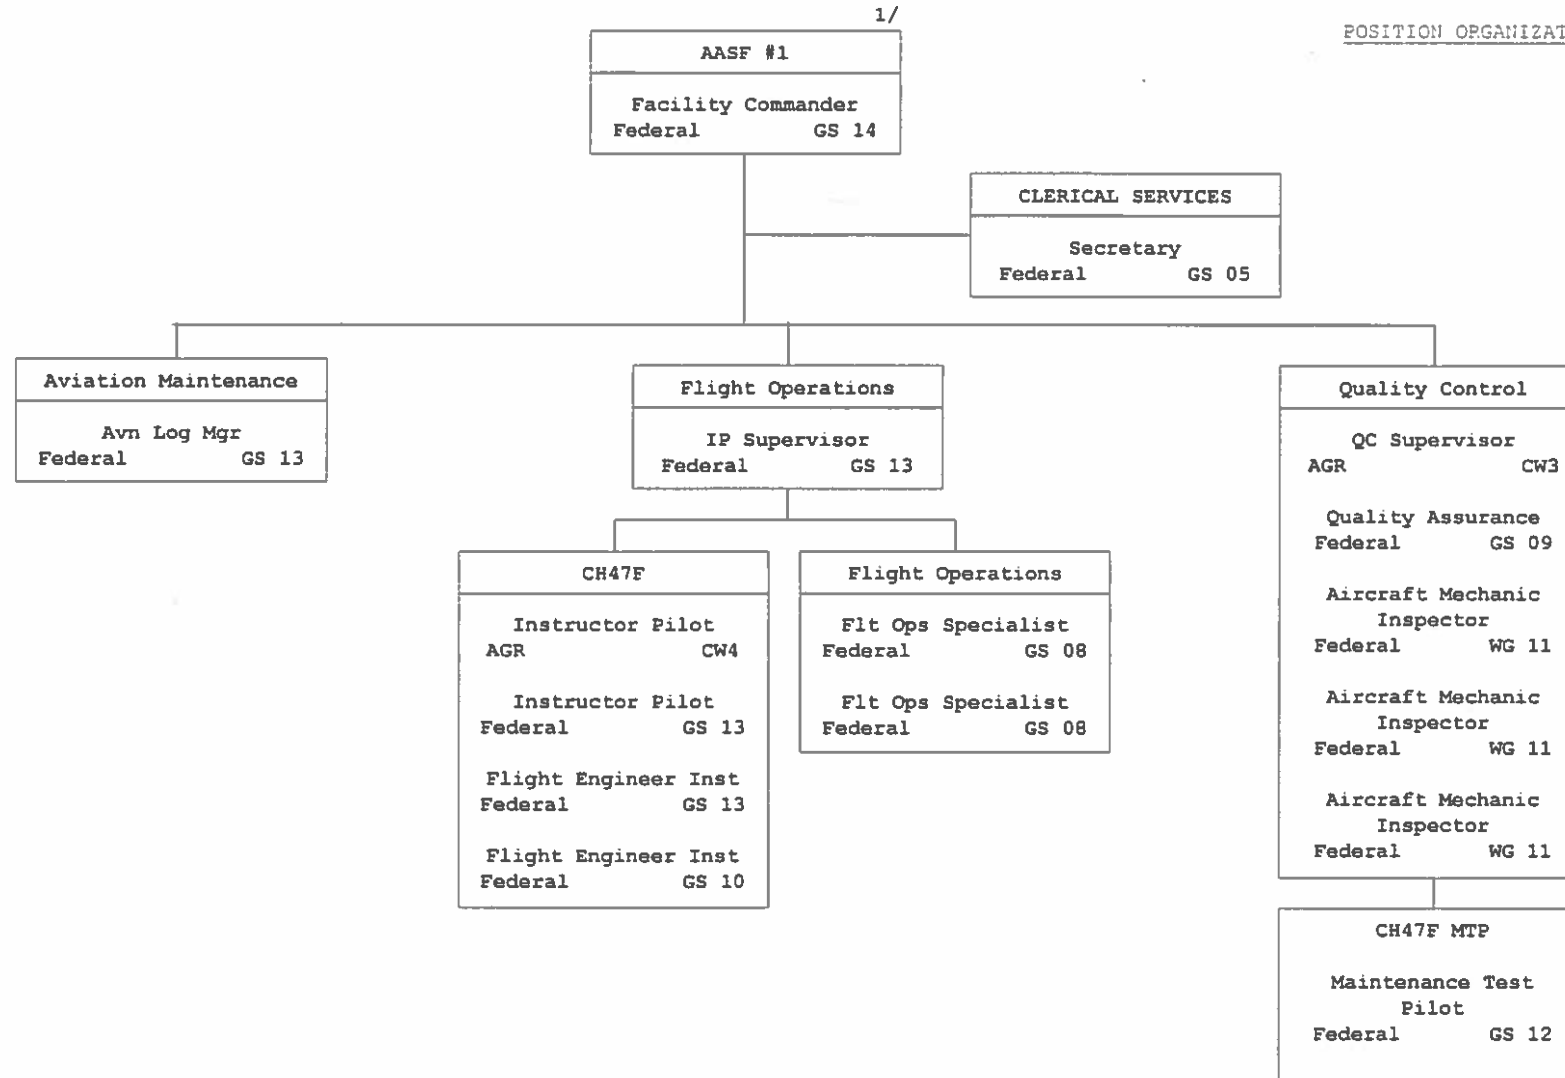 1/
POSITION ORGANIZAT
AASF #1
Facility Commander
Federal GS 14
CLERICAL SERVICES
Secretary
Federal GS 05
Aviation Maintenance
Avn Log Mgr
Federal GS 13
Flight Operations
IP Supervisor
Federal GS 13
Quality Control
QC Supervisor
AGR CW3
Quality Assurance
Federal GS 09
Aircraft Mechanic
Inspector
Federal WG 11
Aircraft Mechanic
Inspector
Federal WG 11
Aircraft Mechanic
Inspector
Federal WG 11
CH47F
Instructor Pilot
AGR CW4
Instructor Pilot
Federal GS 13
Flight Engineer Inst
Federal GS 13
Flight Engineer Inst
Federal GS 10
Flight Operations
Flt Ops Specialist
Federal GS 08
Flt Ops Specialist
Federal GS 08
CH47F MTP
Maintenance Test
Pilot
Federal GS 12